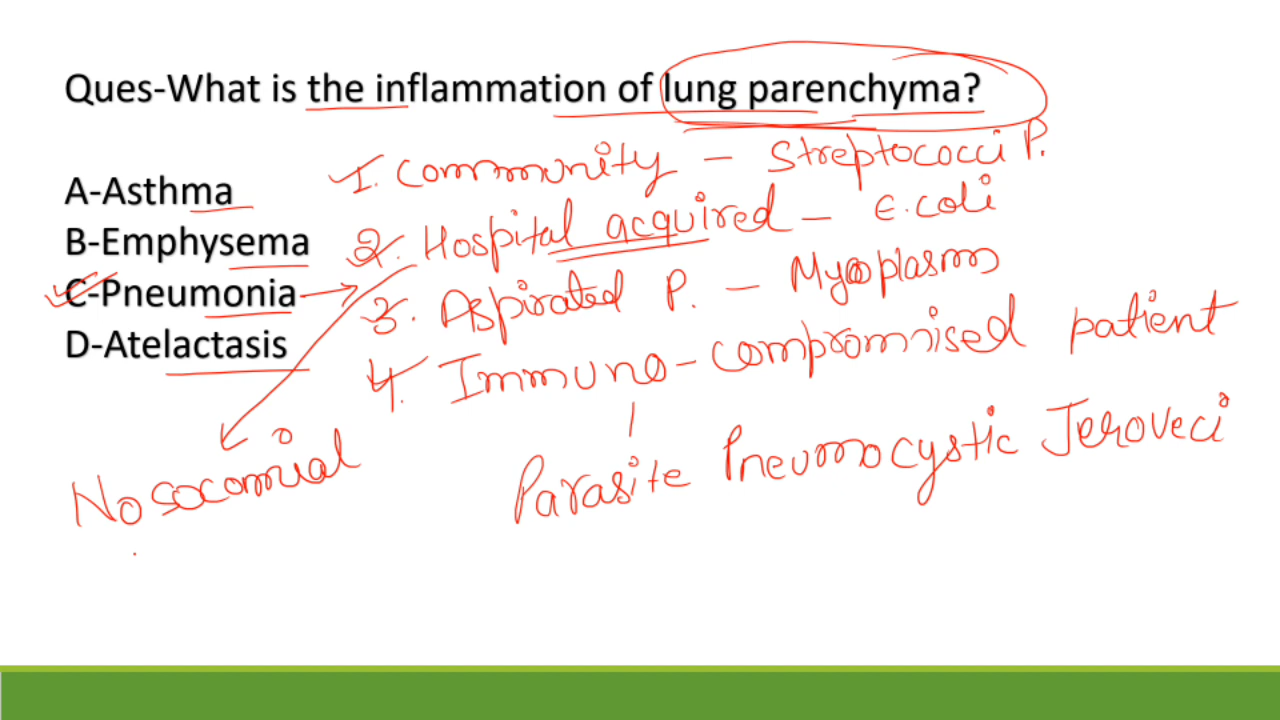 Ques-What is the inflammation of lung parenchyma?
A-Asthma
B-Emphysema
C-Pneumonia
D-Atelactasis
1. Community - Streptococci P.
2. Hospital acquired - E.coli
3. Aspirated P. - Mycoplasma
4. Immuno-compromised patient
Parasite Pneumocystic Jeroveci
Nosocomial